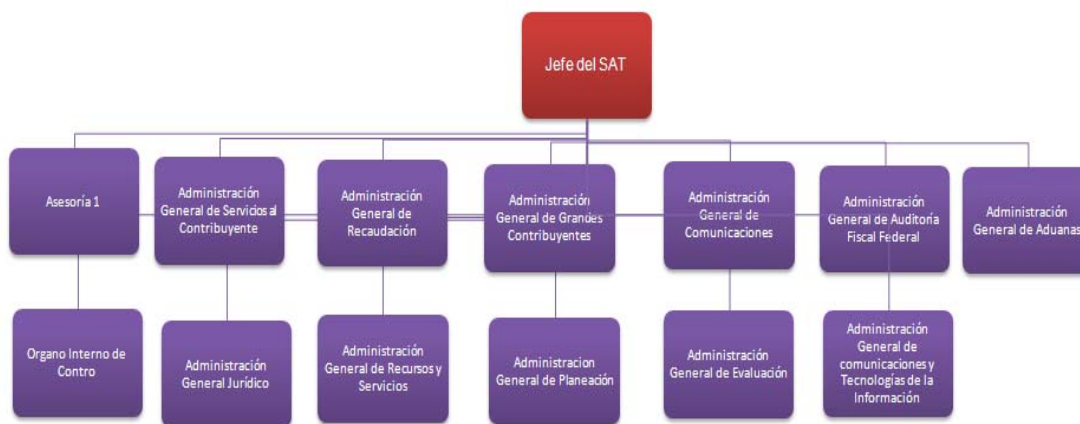 Jefe del SAT
Asesoría 1
Administración
General de Servicios al
Contribuyente
Administración
General de
Recaudación
Administración
General de Grandes
Contribuyentes
Administración
General de
Comunicaciones
Administración
General de Auditoría
Fiscal Federal
Administración
General de Aduanas
Organo Interno de
Contro
Administración
General Jurídico
Administración
General de Recursos y
Servicios
Administracion
General de Planeación
Administración
General de Evaluación
Administración
General de
comunicaciones y
Tecnologías de la
Información